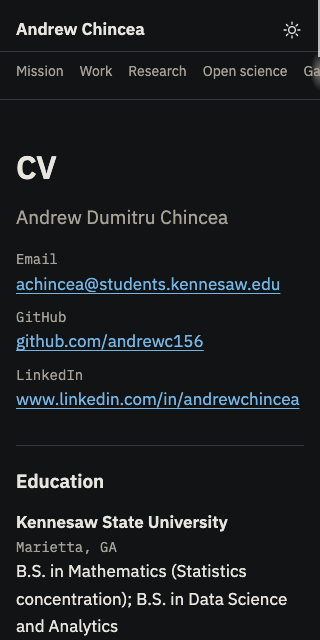 Andrew Chincea
Mission Work Research Open science
CV
Andrew Dumitru Chincea
Email
achincea@students.kennesaw.edu
GitHub
github.com/andrewc156
LinkedIn
www.linkedin.com/in/andrewchincea
Education
Kennesaw State University
Marietta, GA
B.S. in Mathematics (Statistics
concentration); B.S. in Data Science
and Analytics